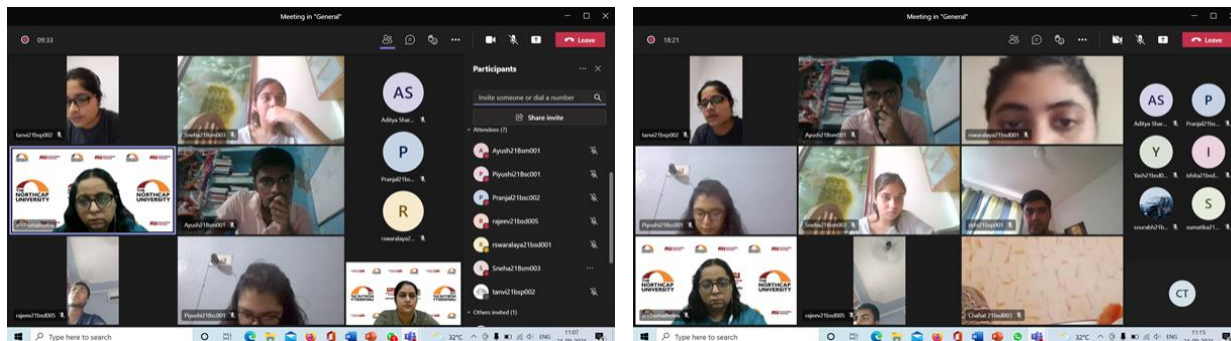 Meeting in "General"
09:33
Leave
tanvi21bsp002
Sneha21Bsm003
AS
Aditya Shar...
P
Pranjal21bs...
R
rswaralaya2...
THE NORTHCAP UNIVERSITY
Ayush21Bsm001
rajeev21bsd005
Piyushi21Bsc001
Participants
Invite someone or dial a number
Share invite
Attendees (7)
Ayush21Bsm001
Piyushi21Bsc001
Pranjal21bsc002
rajeev21bsd005
rswaralaya21bsd001
Sneha21Bsm003
tanvi21bsp002
Others invited (1)
Type here to search
32°C
ENG
11:07
Meeting in "General"
18:21
Leave
tanvi21bsp002
Ayush21Bsm001
rswaralaya21bsd001
AS
Aditya Shar...
P
Pranjal21bs...
Piyushi21Bsc001
Sneha21Bsm003
Y
Yash21bsd0...
I
ishita21bsd...
S
sourabh21b...
sumatika21...
THE NORTHCAP UNIVERSITY
rajeev21bsd005
Chahat 21bsm003
CT
Type here to search
32°C
ENG
11:15